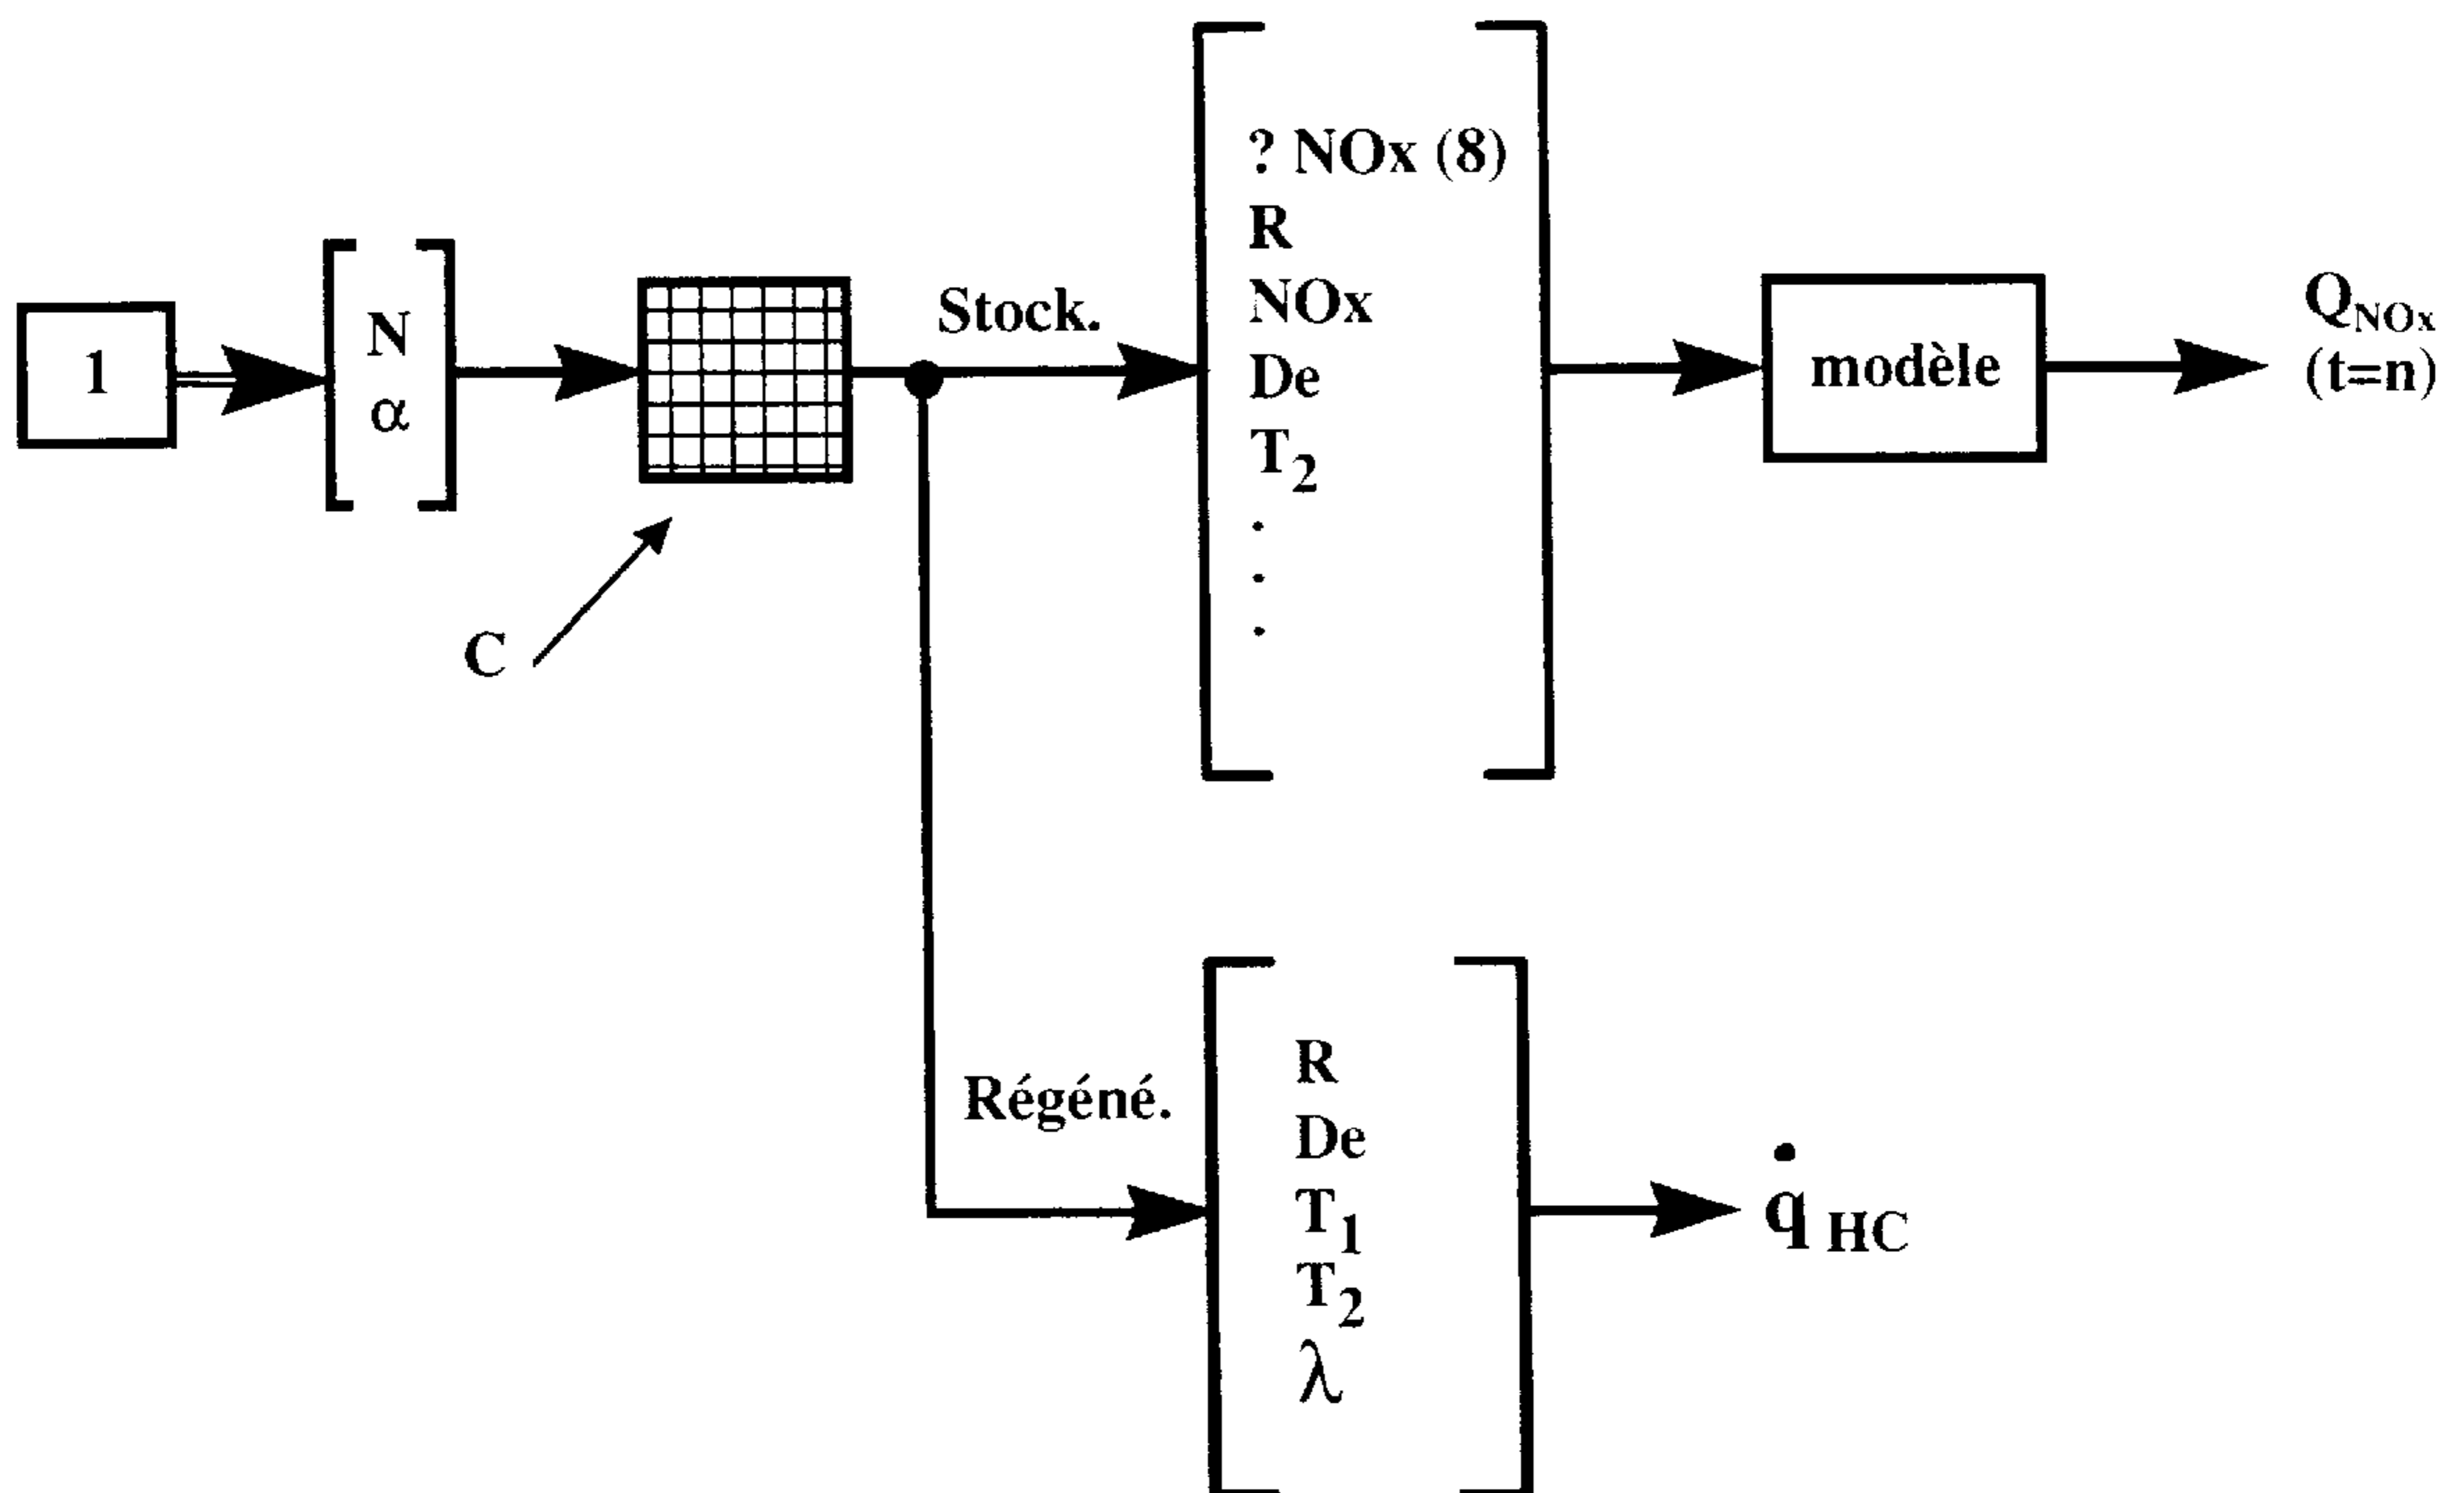 1
N
α
C
Stock.
? NOx (8)
R
NOx
De
T2
.
.
.
modèle
QNOx
(t=n)
Régéné.
R
De
T1
T2
λ
q̇ HC